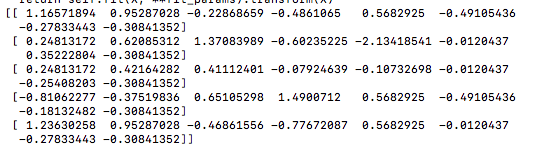 return self.fit(X, **fit_params).transform(X)
[[ 1.16571894  0.95287028 -0.22868659 -0.4861065   0.5682925  -0.49105436
  -0.27833443 -0.30841352]
 [ 0.24813172  0.62085312  1.37083989 -0.60235225 -2.13418541 -0.0120437
   0.35222804 -0.30841352]
 [ 0.24813172  0.42164282  0.41112401 -0.07924639 -0.10732698 -0.0120437
  -0.25408203 -0.30841352]
 [-0.81062277 -0.37519836  0.65105298  1.4900712   0.5682925  -0.49105436
  -0.18132482 -0.30841352]
 [ 1.23630258  0.95287028 -0.46861556 -0.77672087  0.5682925  -0.0120437
  -0.27833443 -0.30841352]]